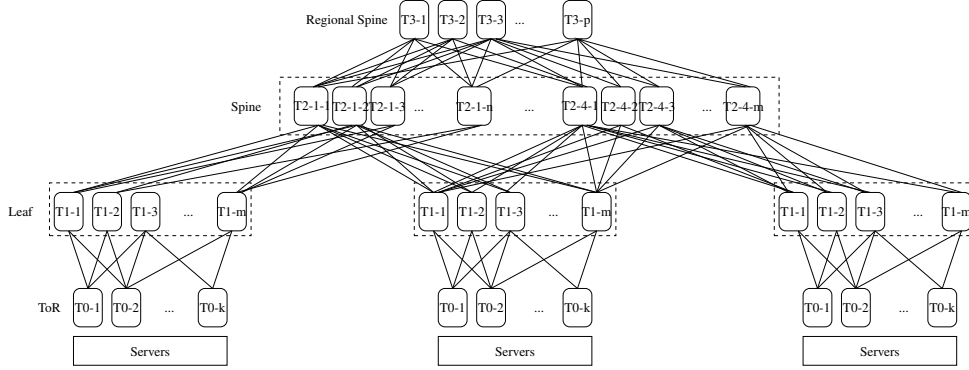 Regional Spine T3-1 T3-2 T3-3 ... T3-p
Spine T2-1-1 T2-1-2 T2-1-3 ... T2-1-n ... T2-4-1 T2-4-2 T2-4-3 ... T2-4-m
Leaf T1-1 T1-2 T1-3 ... T1-m T1-1 T1-2 T1-3 ... T1-m T1-1 T1-2 T1-3 ... T1-m
ToR T0-1 T0-2 ... T0-k T0-1 T0-2 ... T0-k T0-1 T0-2 ... T0-k
Servers Servers Servers